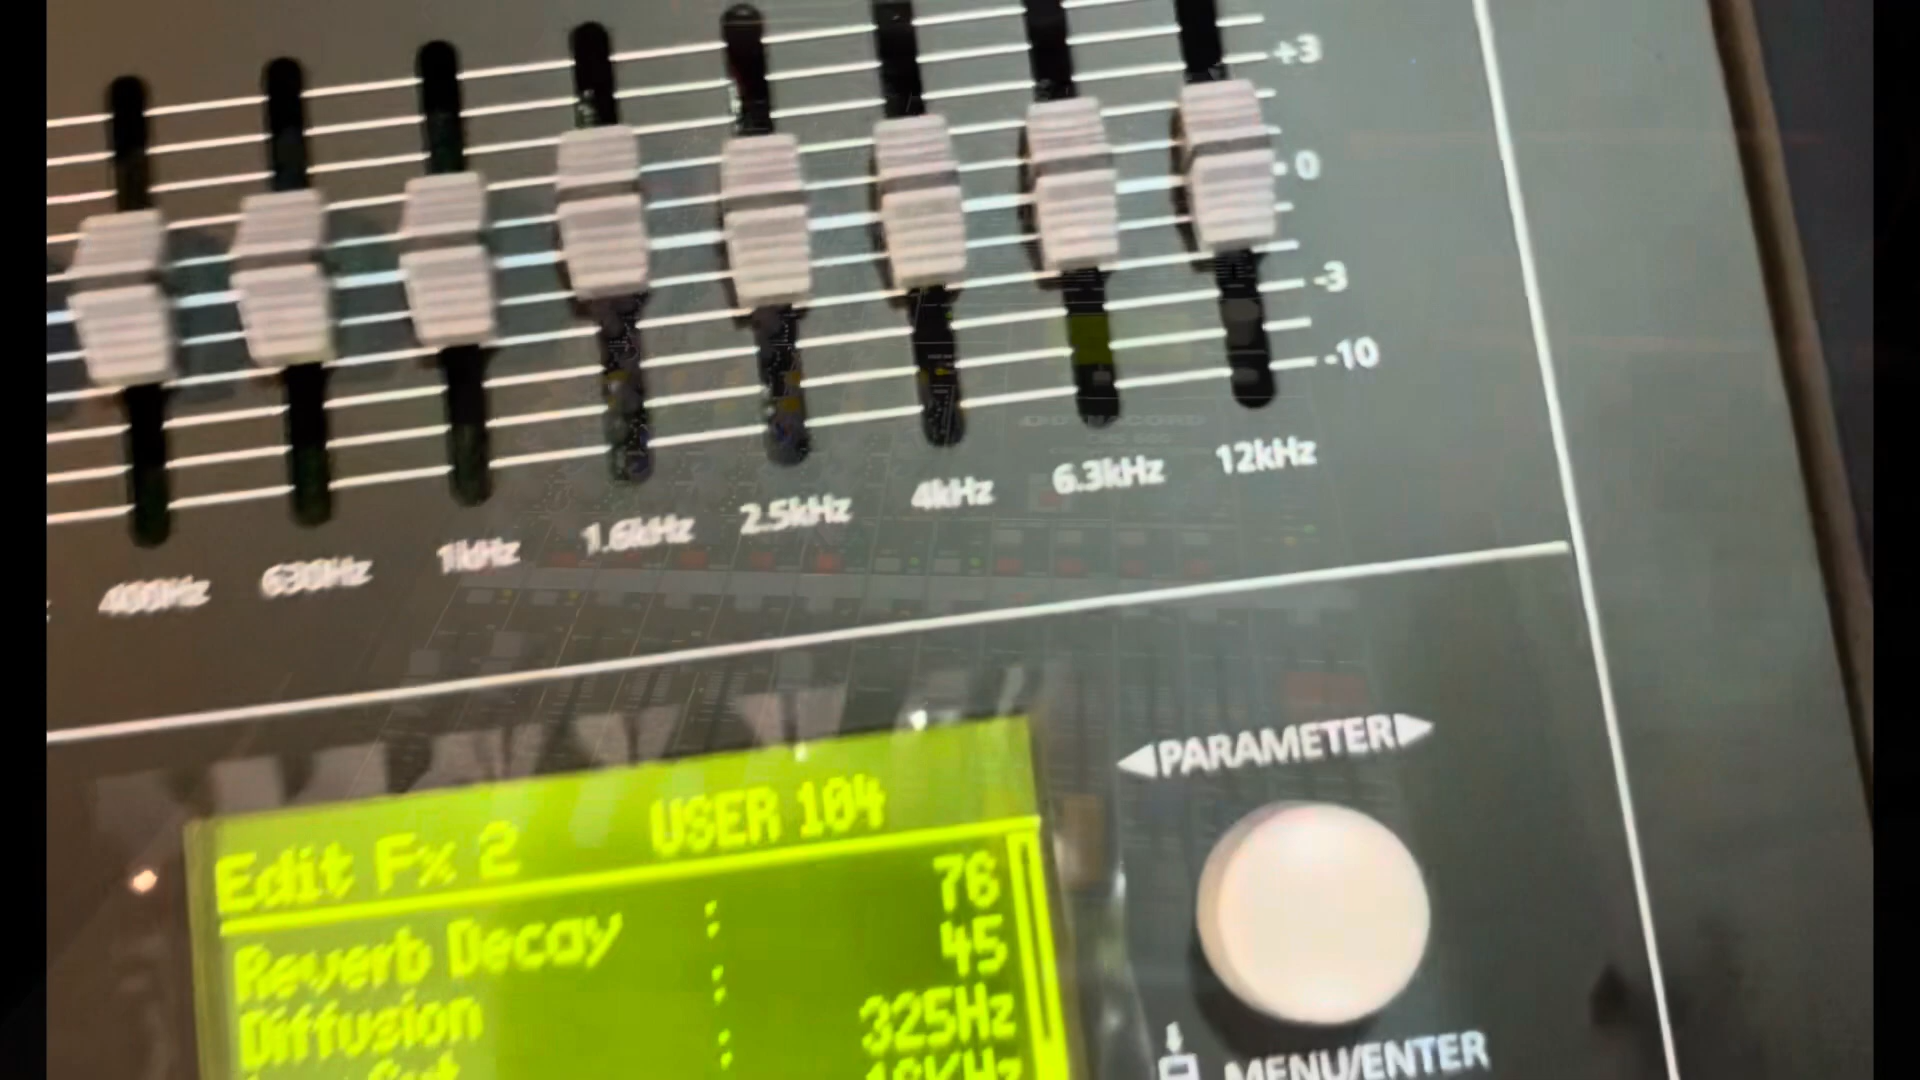 +3
0
-3
-10
400Hz 630Hz 1kHz 1.6kHz 2.5kHz 4kHz 6.3kHz 12kHz
◀PARAMETER▶
Edit Fx 2 USER 104
Reverb Decay : 76
Diffusion : 45
: 325Hz
MENU/ENTER